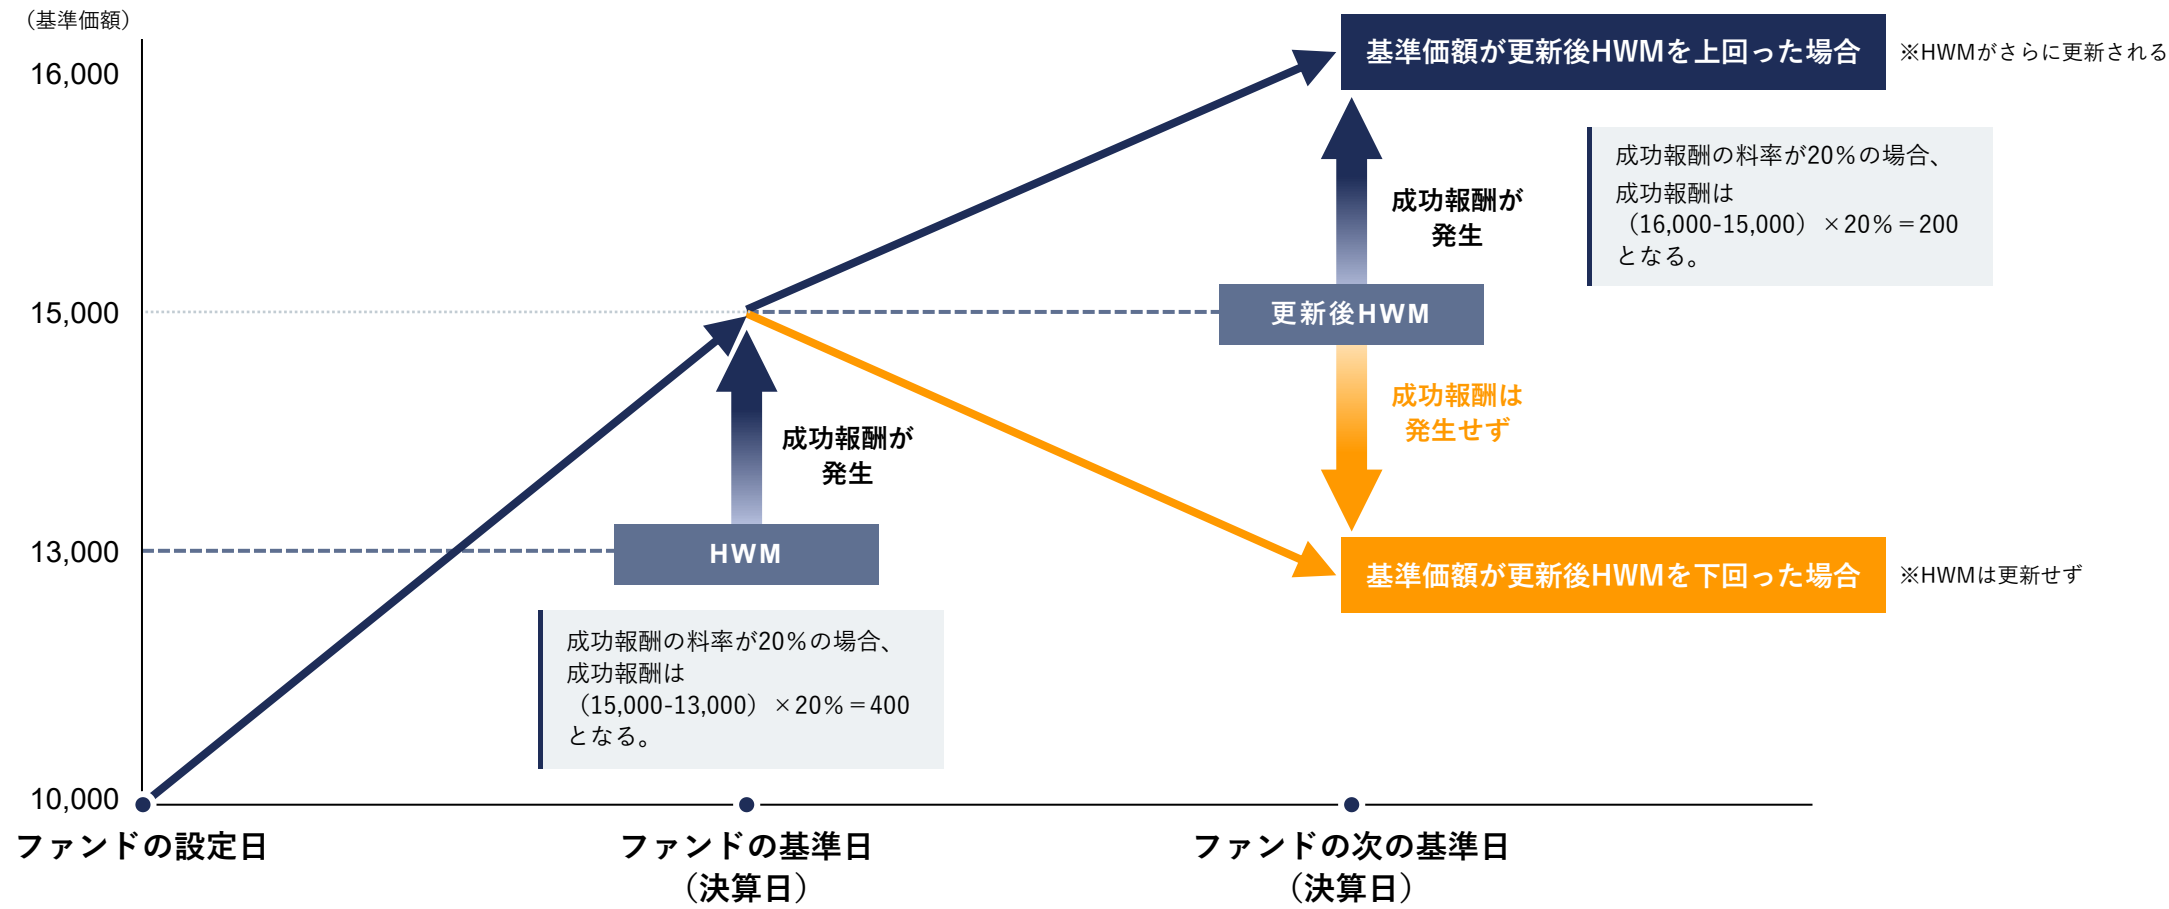 （基準価額）
16,000
15,000
13,000
10,000
基準価額が更新後HWMを上回った場合
※HWMがさらに更新される
成功報酬の料率が20％の場合、
成功報酬は
（16,000-15,000）×20％＝200
となる。
成功報酬が
発生
更新後HWM
成功報酬は
発生せず
成功報酬が
発生
HWM
基準価額が更新後HWMを下回った場合
※HWMは更新せず
成功報酬の料率が20％の場合、
成功報酬は
（15,000-13,000）×20％＝400
となる。
ファンドの設定日
ファンドの基準日
（決算日）
ファンドの次の基準日
（決算日）